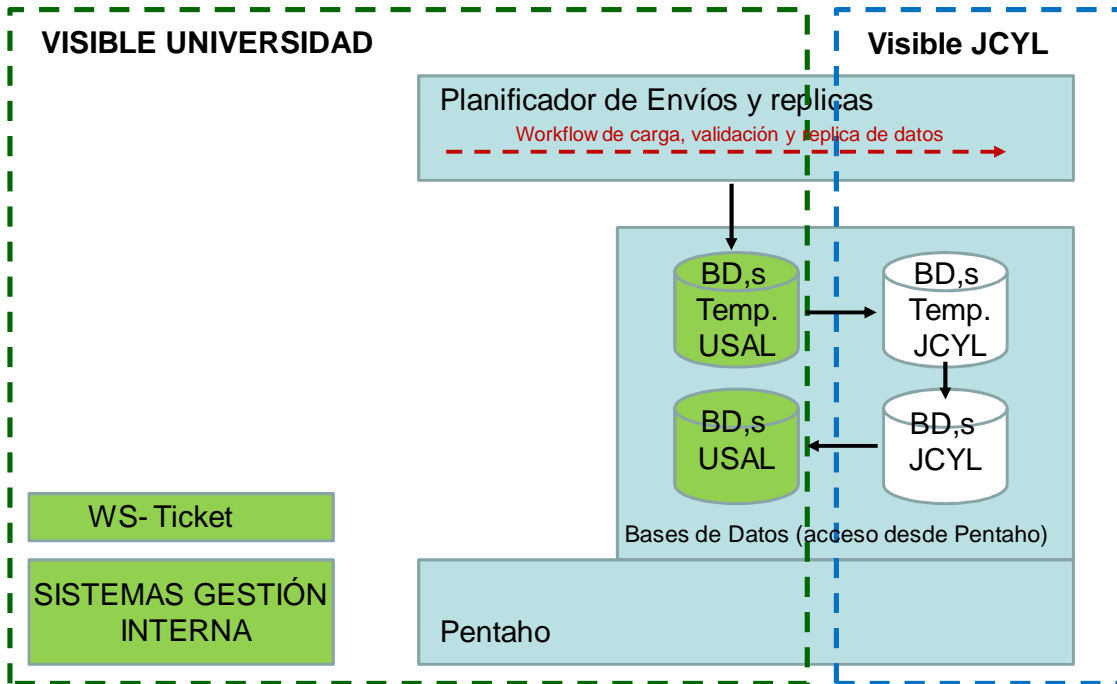 VISIBLE UNIVERSIDAD
Visible JCYL
Planificador de Envíos y replicas
Workflow de carga, validación y replica de datos
BD,s
Temp.
USAL
BD,s
Temp.
JCYL
BD,s
USAL
BD,s
JCYL
Bases de Datos (acceso desde Pentaho)
WS- Ticket
SISTEMAS GESTIÓN
INTERNA
Pentaho